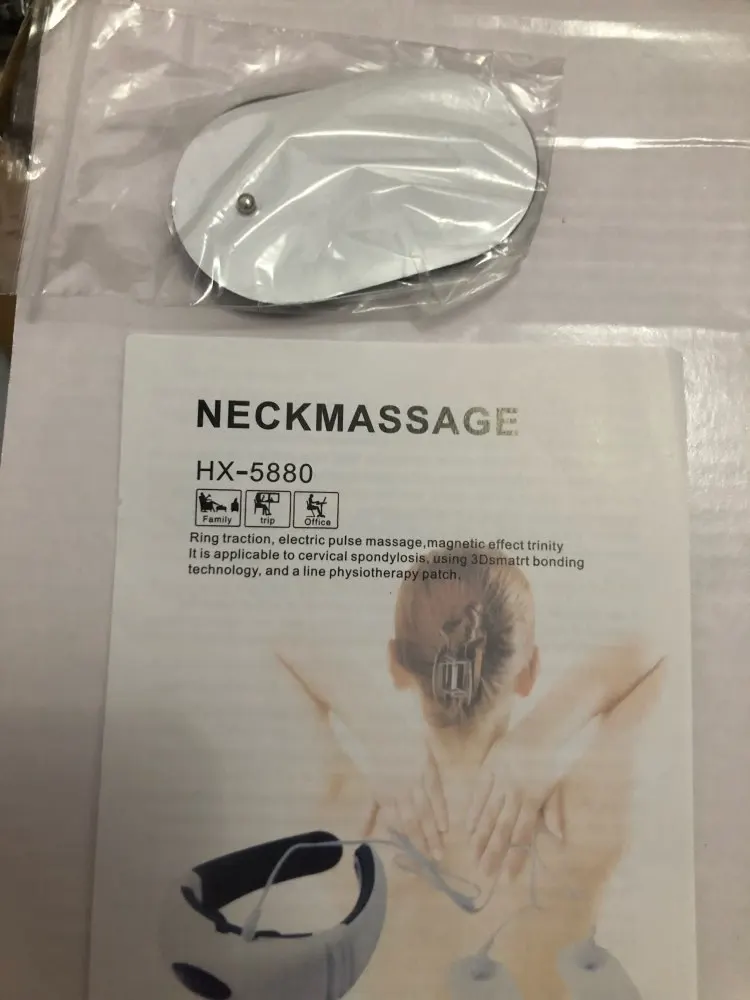 NECKMASSAGE
HX-5880
Family trip Office
Ring traction, electric pulse massage,magnetic effect trinity
It is applicable to cervical spondylosis, using 3Dsmatrt bonding
technology, and a line physiotherapy patch.